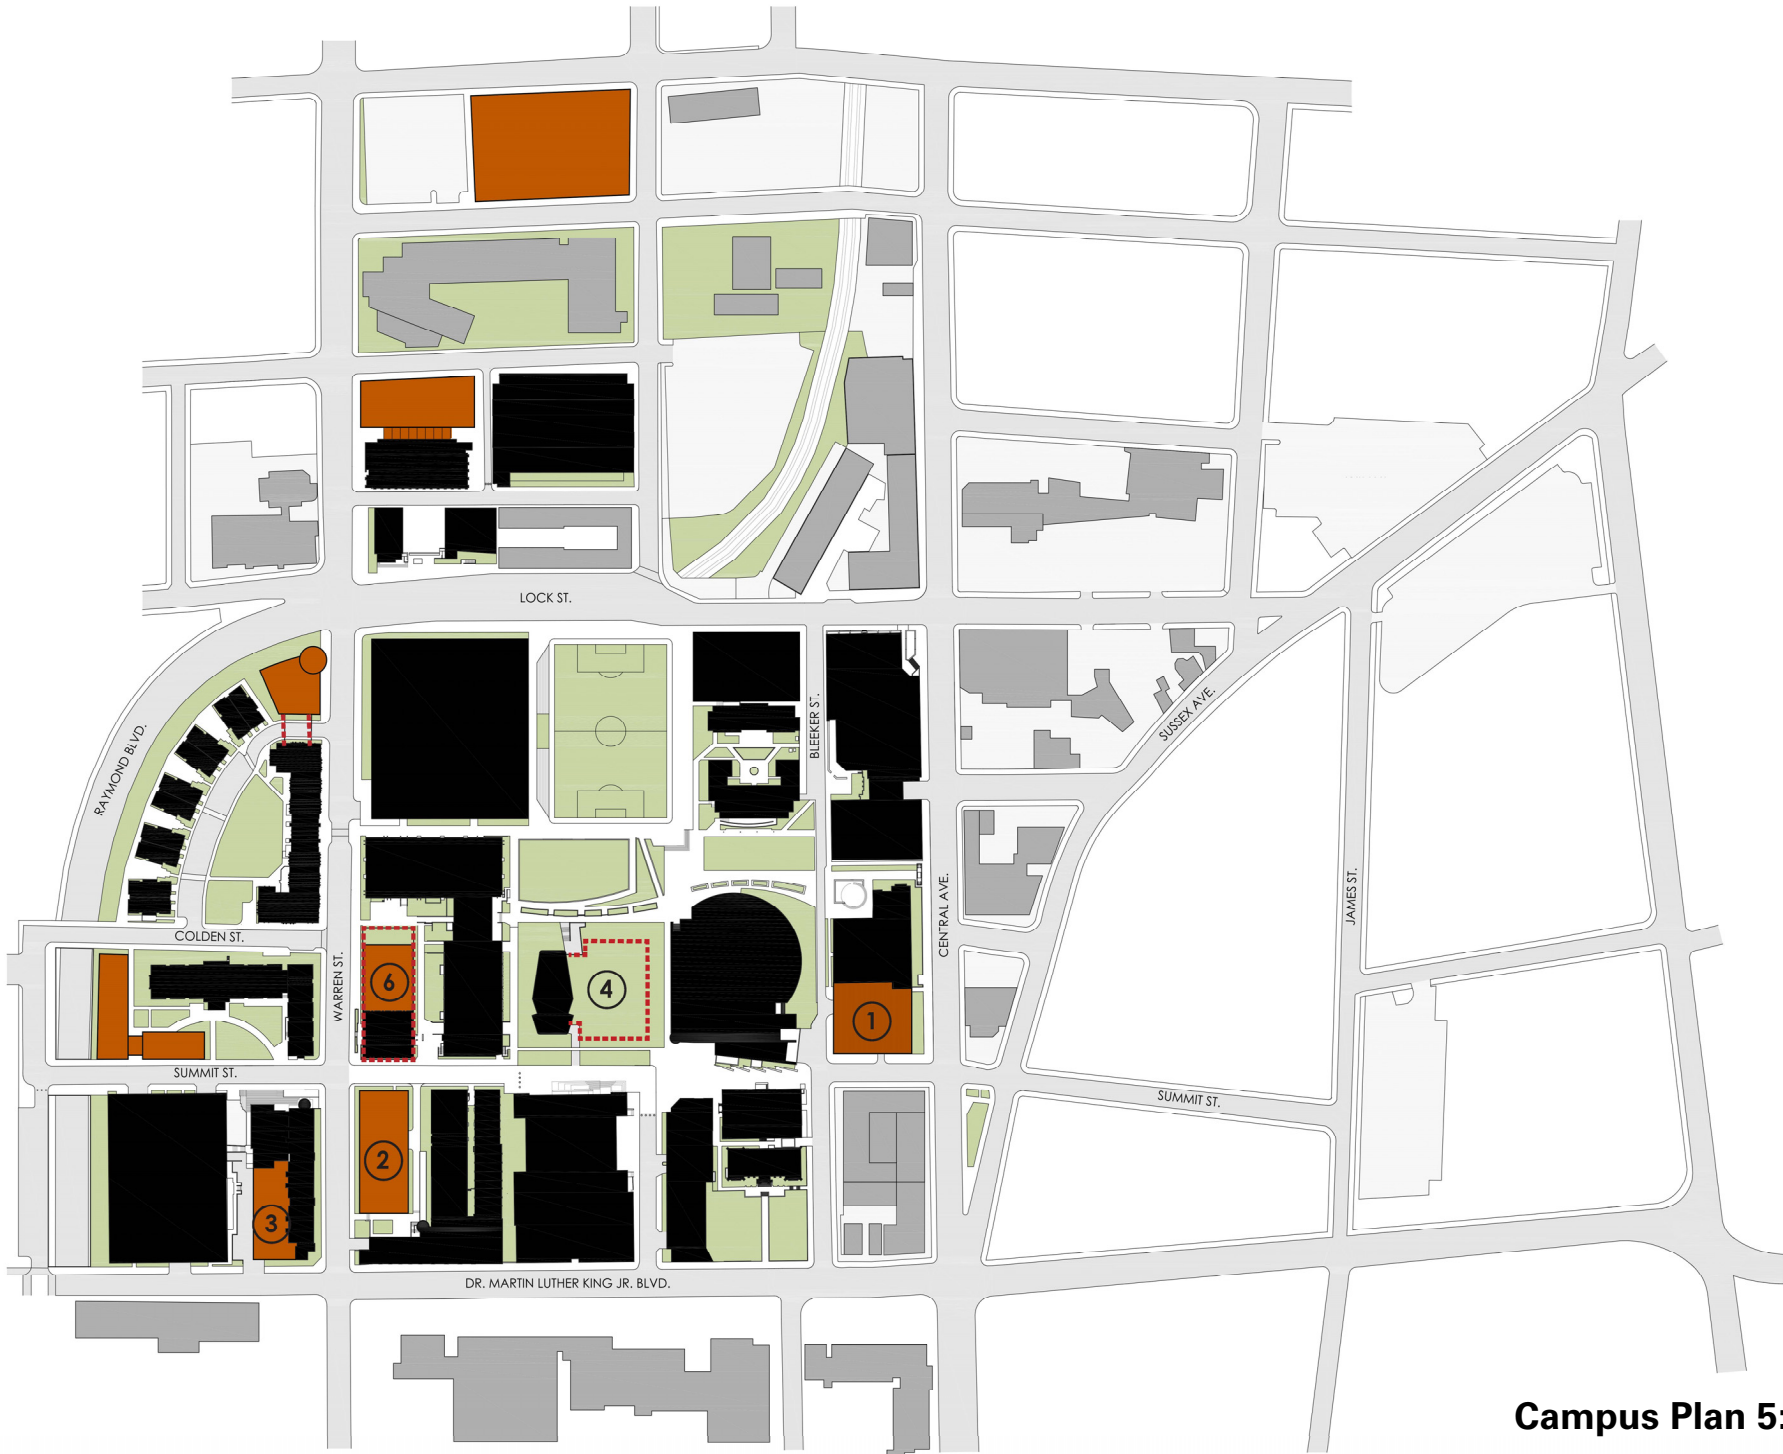 LOCK ST.
RAYMOND BLVD.
BLEEKER ST.
SUSSEX AVE.
COLDEN ST.
WARREN ST.
CENTRAL AVE.
JAMES ST.
6
4
1
SUMMIT ST.
SUMMIT ST.
2
3
DR. MARTIN LUTHER KING JR. BLVD.
Campus Plan 5: